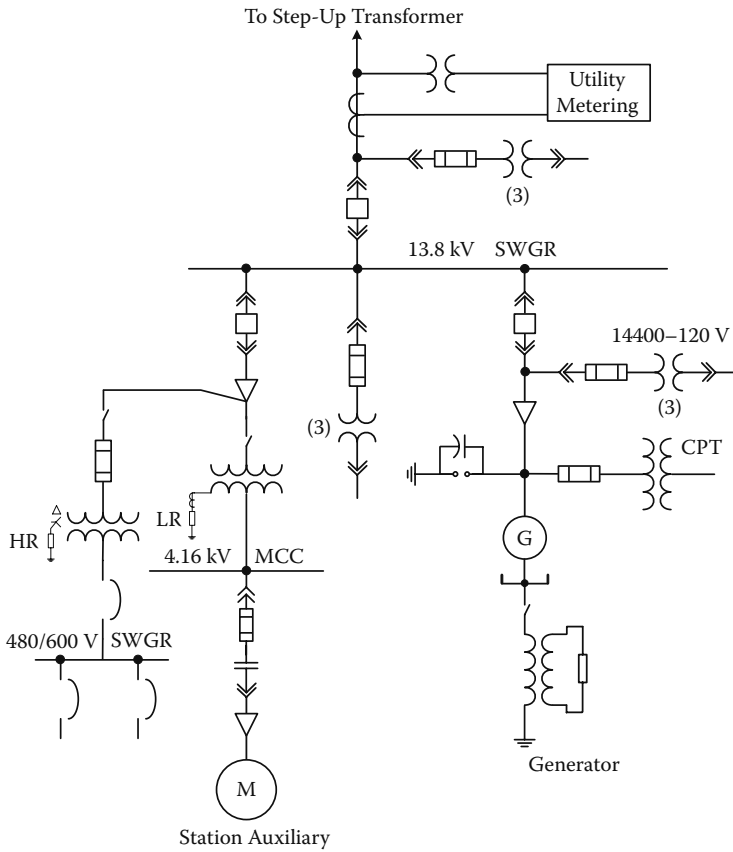 To Step-Up Transformer
Utility
Metering
(3)
13.8 kV SWGR
14400–120 V
(3)
(3)
CPT
LR
HR
G
4.16 kV MCC
480/600 V SWGR
Generator
M
Station Auxiliary